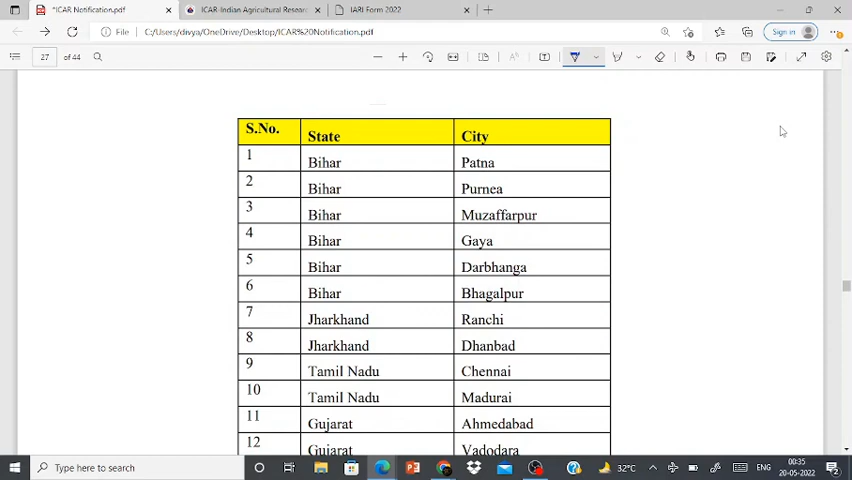 *ICAR Notification.pdf
ICAR-Indian Agricultural Resear
IARI Form 2022
File
C:/Users/divya/OneDrive/Desktop/ICAR%20Notification.pdf
Sign in
27 of 44
S.No. State City
1 Bihar Patna
2 Bihar Purnea
3 Bihar Muzaffarpur
4 Bihar Gaya
5 Bihar Darbhanga
6 Bihar Bhagalpur
7 Jharkhand Ranchi
8 Jharkhand Dhanbad
9 Tamil Nadu Chennai
10 Tamil Nadu Madurai
11 Gujarat Ahmedabad
12 Gujarat Vadodara
Type here to search
32°C
ENG
00:35
20-05-2022
2